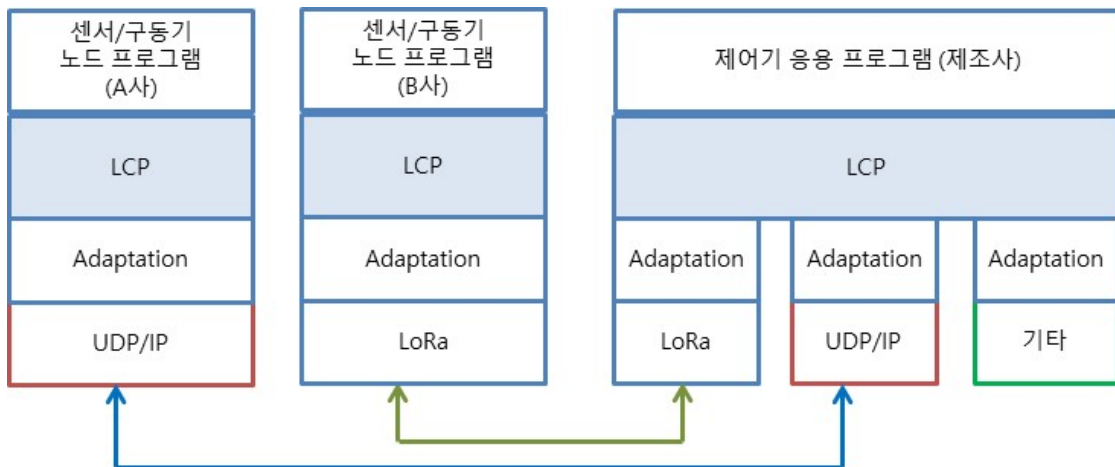 센서/구동기
노드 프로그램
(A사)
센서/구동기
노드 프로그램
(B사)
제어기 응용 프로그램 (제조사)
LCP
LCP
LCP
Adaptation
Adaptation
Adaptation
Adaptation
Adaptation
UDP/IP
LoRa
LoRa
UDP/IP
기타